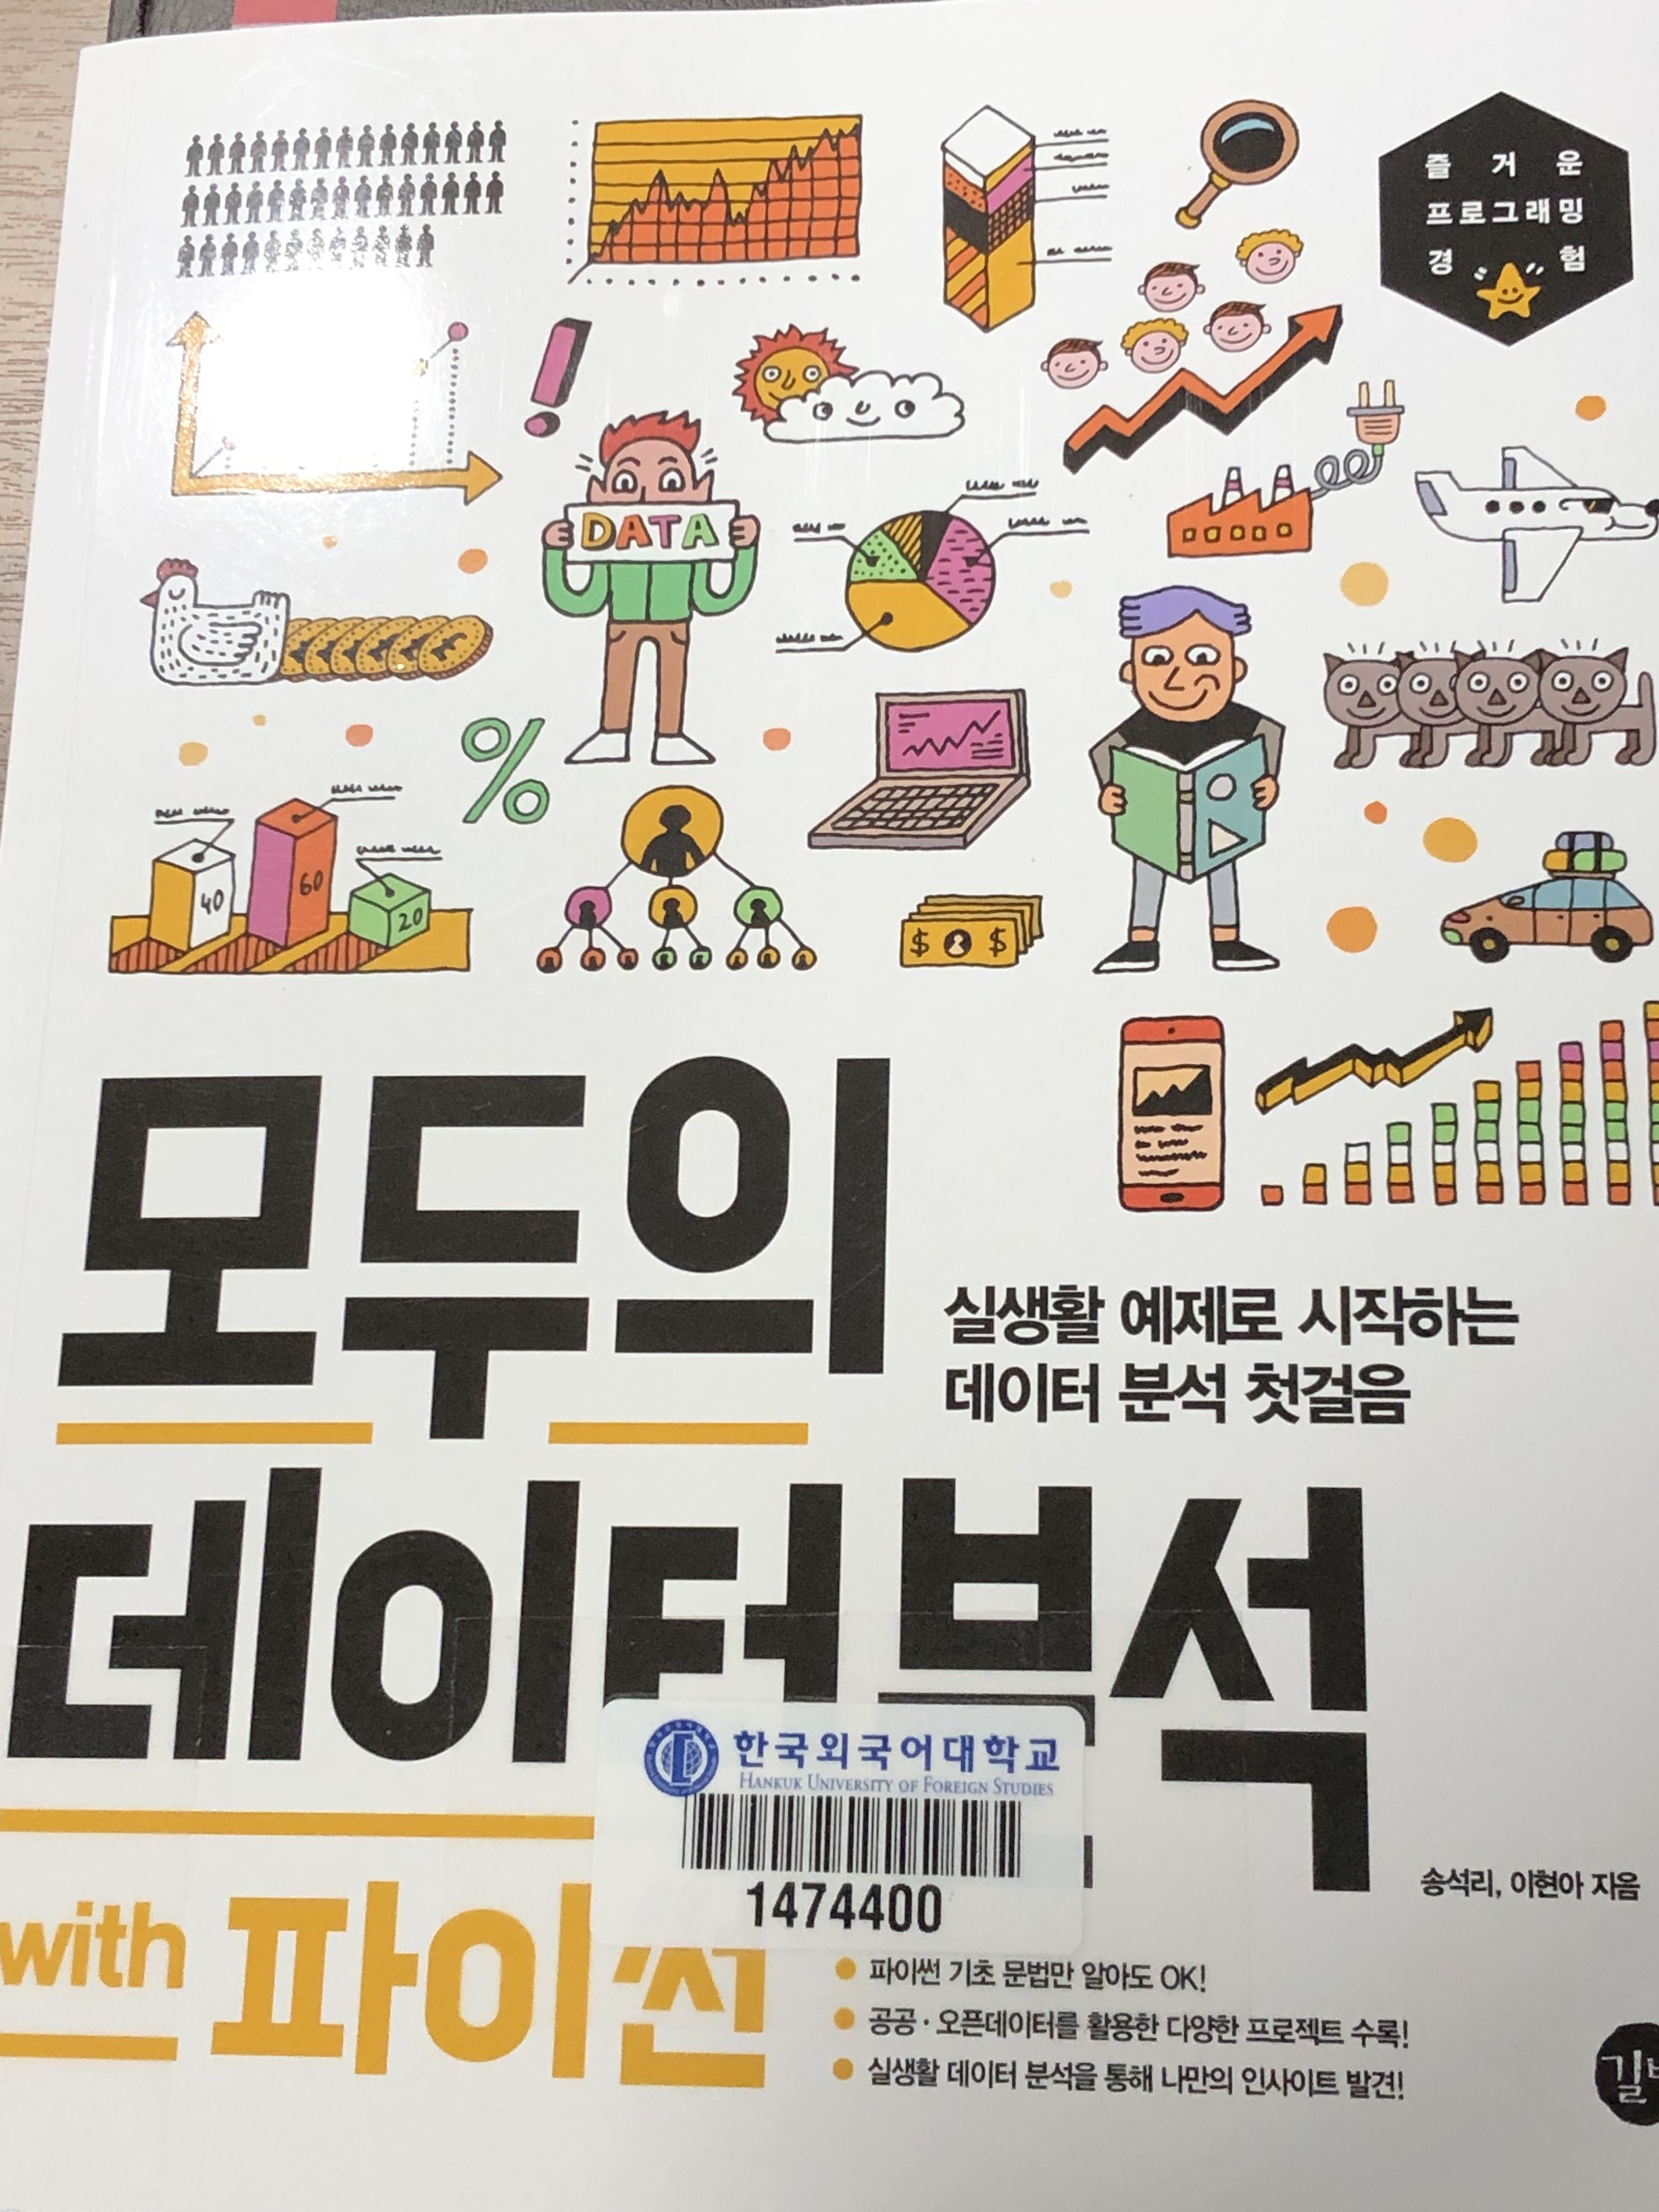 즐거운
프로그래밍
경험
DATA
%
40
60
20
$ $
모두의
실생활 예제로 시작하는
데이터 분석 첫걸음
데이터 분석
한국외국어대학교
HANKUK UNIVERSITY OF FOREIGN STUDIES
1474400
송석리, 이현아 지음
with 파이썬
파이썬 기초 문법만 알아도 OK!
공공·오픈데이터를 활용한 다양한 프로젝트 수록!
실생활 데이터 분석을 통해 나만의 인사이트 발견!
길